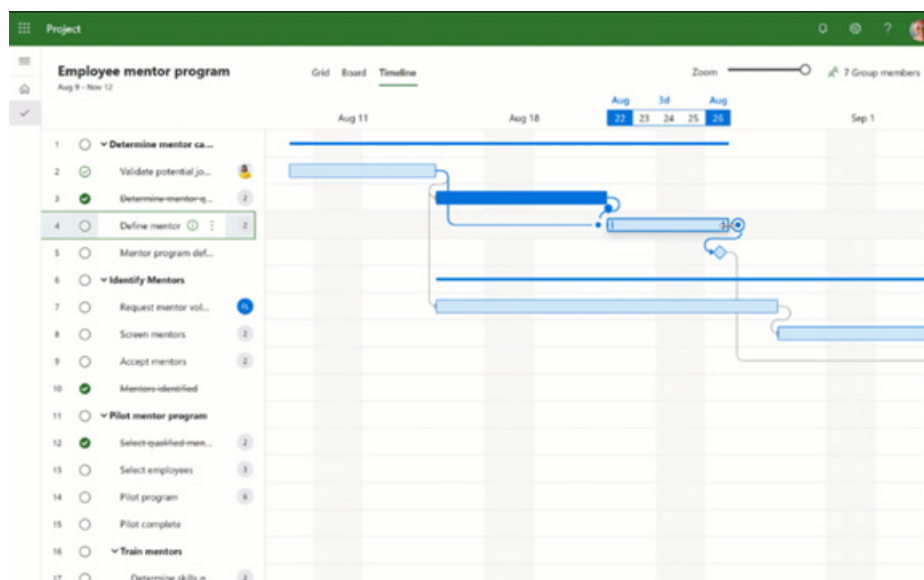 Project
Employee mentor program
Aug 9 - Nov 12
Grid Board Timeline
Zoom
7 Group members
Aug 3d Aug
Aug 11 Aug 18 22 23 24 25 26 Sep 1
1 Determine mentor ca...
2 Validate potential jo...
3 Determine mentor q... 2
4 Define mentor 2
5 Mentor program def...
6 Identify Mentors
7 Request mentor vol... FL
8 Screen mentors 2
9 Accept mentors 2
10 Mentors identified
11 Pilot mentor program
12 Select qualified men... 2
13 Select employees 3
14 Pilot program 6
15 Pilot complete
16 Train mentors
17 Determine skills n... 2